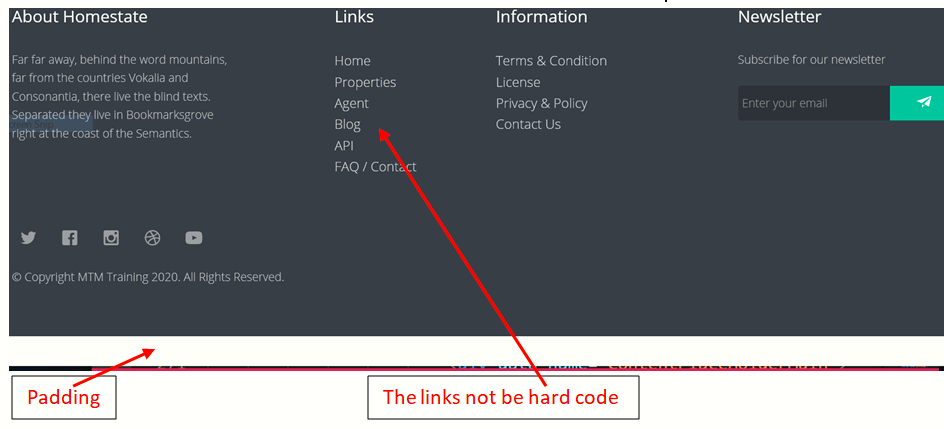 About Homestate
Far far away, behind the word mountains,
far from the countries Vokalia and
Consonantia, there live the blind texts.
Separated they live in Bookmarksgrove
right at the coast of the Semantics.
Links
Home
Properties
Agent
Blog
API
FAQ / Contact
Information
Terms & Condition
License
Privacy & Policy
Contact Us
Newsletter
Subscribe for our newsletter
Enter your email
© Copyright MTM Training 2020. All Rights Reserved.
Padding
The links not be hard code